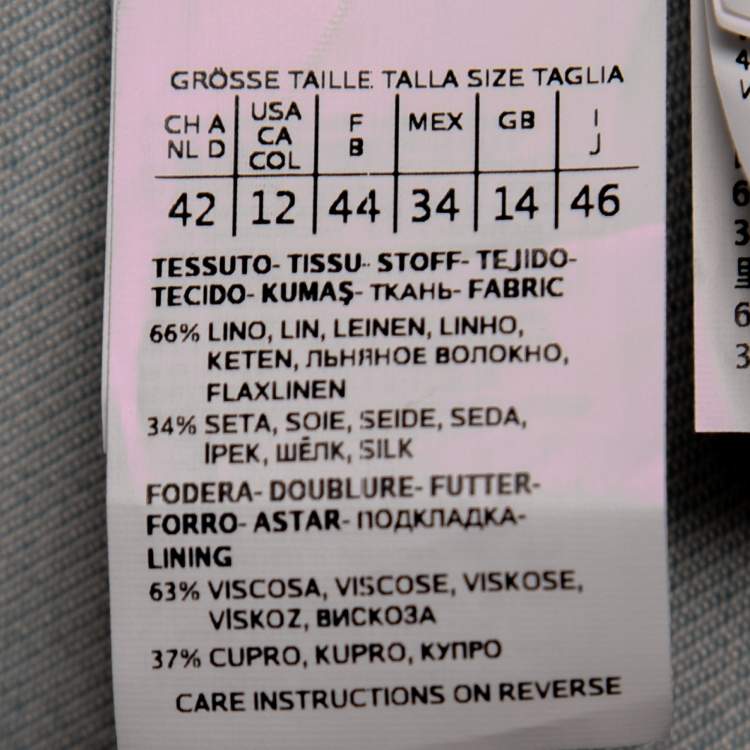 GRÖSSE TAILLE. TALLA SIZE TAGLIA
CH A NL D USA CA COL F B MEX GB I J
42 12 44 34 14 46
TESSUTO- TISSU- STOFF- TEJIDO-
TECIDO- KUMAŞ- ТКАНЬ- FABRIC
66% LINO, LIN, LEINEN, LINHO,
KETEN, ЛЬНЯНОЕ ВОЛОКНО,
FLAXLINEN
34% SETA, SOIE, SEIDE, SEDA,
İPEK, ШЁЛК, SILK
FODERA- DOUBLURE- FUTTER-
FORRO- ASTAR- ПОДКЛАДКА-
LINING
63% VISCOSA, VISCOSE, VISKOSE,
VİSKOZ, ВИСКОЗА
37% CUPRO, KUPRO, КУПРО
CARE INSTRUCTIONS ON REVERSE